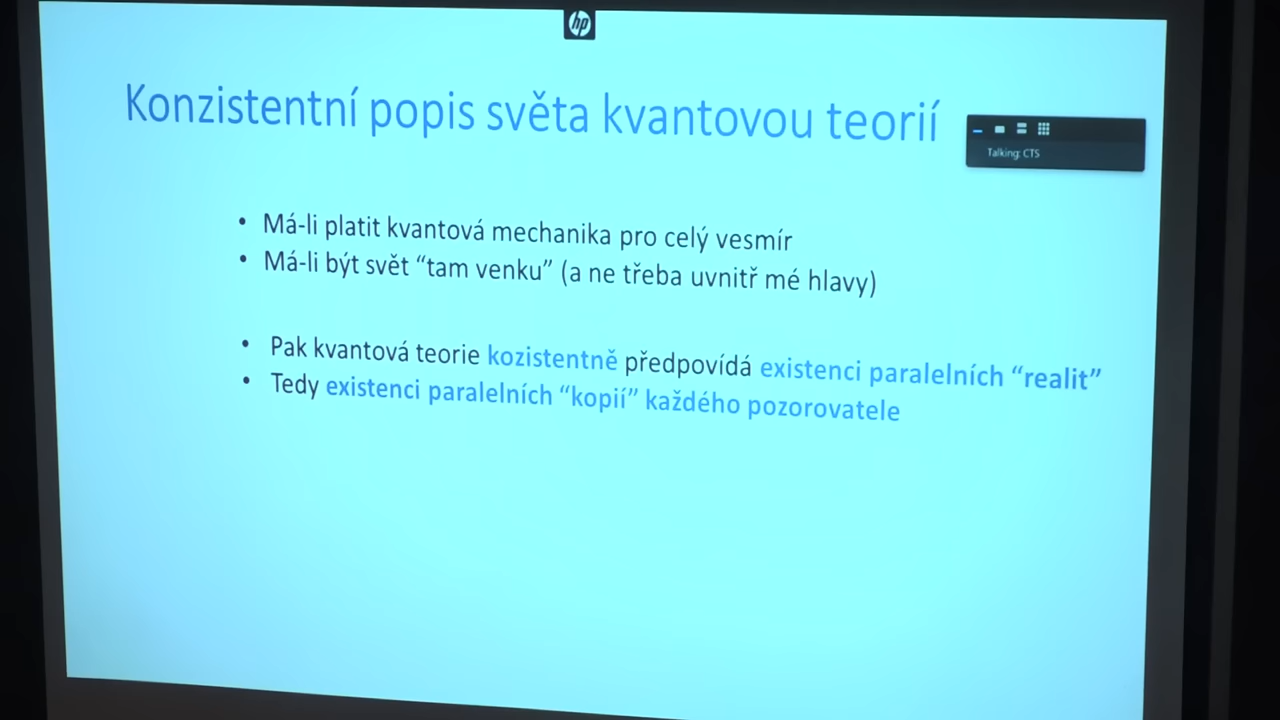 hp
Konzistentní popis světa kvantovou teorií
Talking: CTS
• Má-li platit kvantová mechanika pro celý vesmír
• Má-li být svět “tam venku” (a ne třeba uvnitř mé hlavy)
• Pak kvantová teorie kozistentně předpovídá existenci paralelních “realit”
• Tedy existenci paralelních “kopií” každého pozorovatele